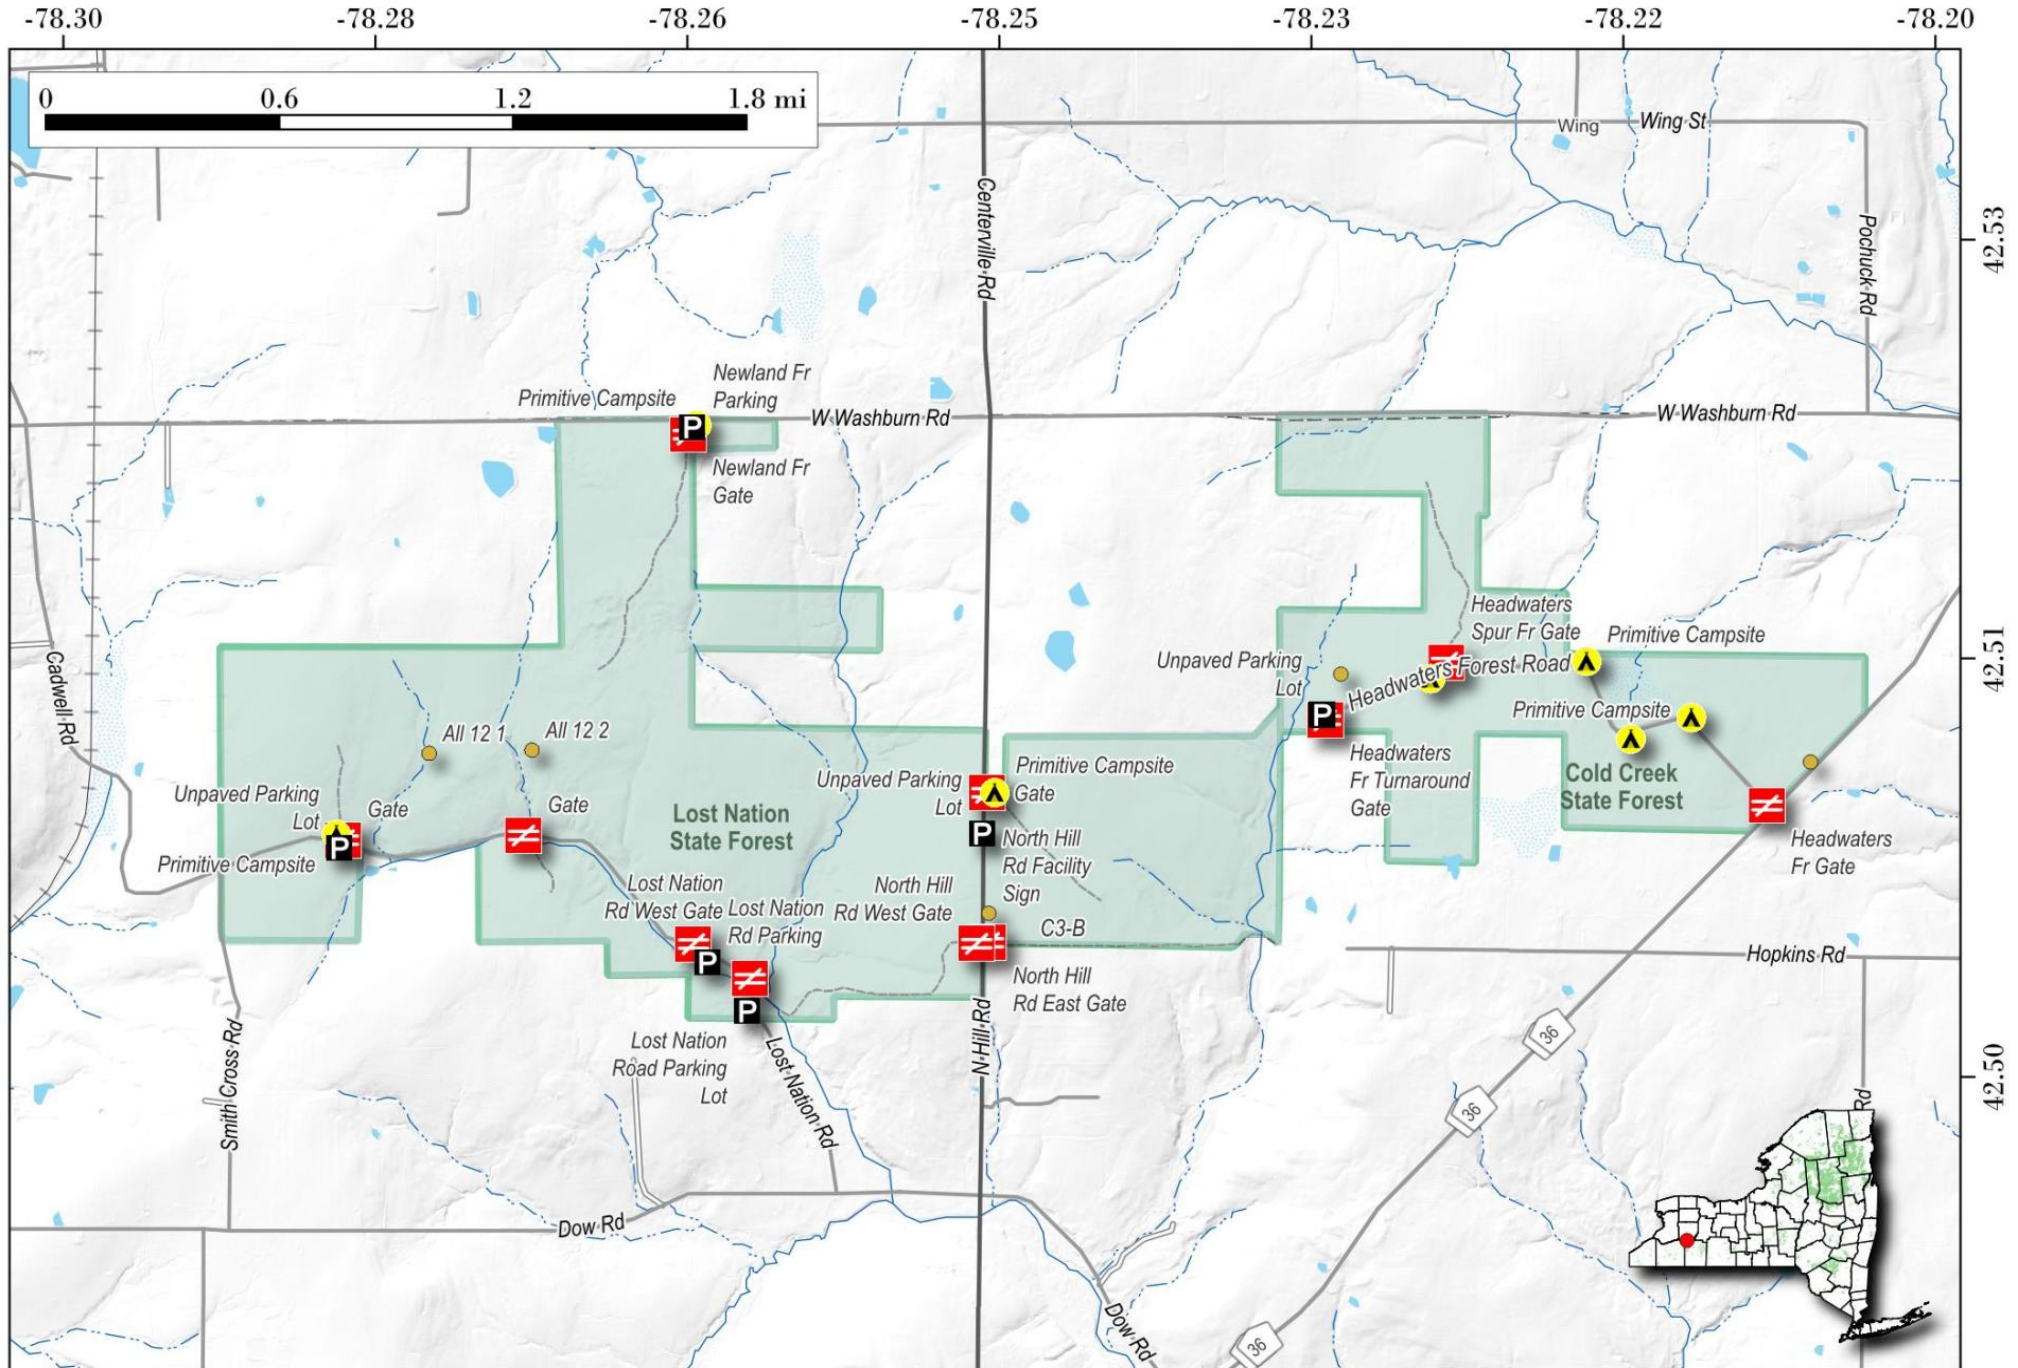 -78.30 -78.28 -78.26 -78.25 -78.23 -78.22 -78.20
0 0.6 1.2 1.8 mi
Wing
Wing St
Centerville Rd
Pochuck Rd
42.53
Newland Fr
Parking
Primitive Campsite
W Washburn Rd
W Washburn Rd
Newland Fr
Gate
Cadwell Rd
Headwaters
Spur Fr Gate
Primitive Campsite
Unpaved Parking
Lot
Headwaters Forest Road
42.51
Primitive Campsite
All 12 1
All 12 2
Headwaters
Fr Turnaround
Gate
Unpaved Parking
Lot
Primitive Campsite
Gate
Cold Creek
State Forest
Unpaved Parking
Lot
Gate
Gate
Primitive Campsite
P
P
P
P
P
P
Lost Nation
State Forest
North Hill
Rd Facility
Sign
Headwaters
Fr Gate
Lost Nation
Rd West Gate
Lost Nation
Rd Parking
North Hill
Rd West Gate
C3-B
North Hill
Rd East Gate
Hopkins Rd
Lost Nation
Road Parking
Lot
Smith Cross Rd
Lost Nation Rd
N Hill Rd
36
36
36
42.50
Rd
Dow Rd
Dow Rd